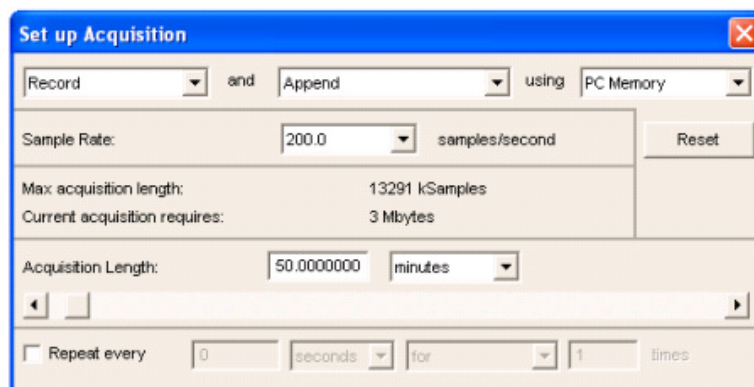 Set up Acquisition
Record and Append using PC Memory
Sample Rate: 200.0 samples/second Reset
Max acquisition length: 13291 kSamples
Current acquisition requires: 3 Mbytes
Acquisition Length: 50.0000000 minutes
Repeat every 0 seconds for 1 times